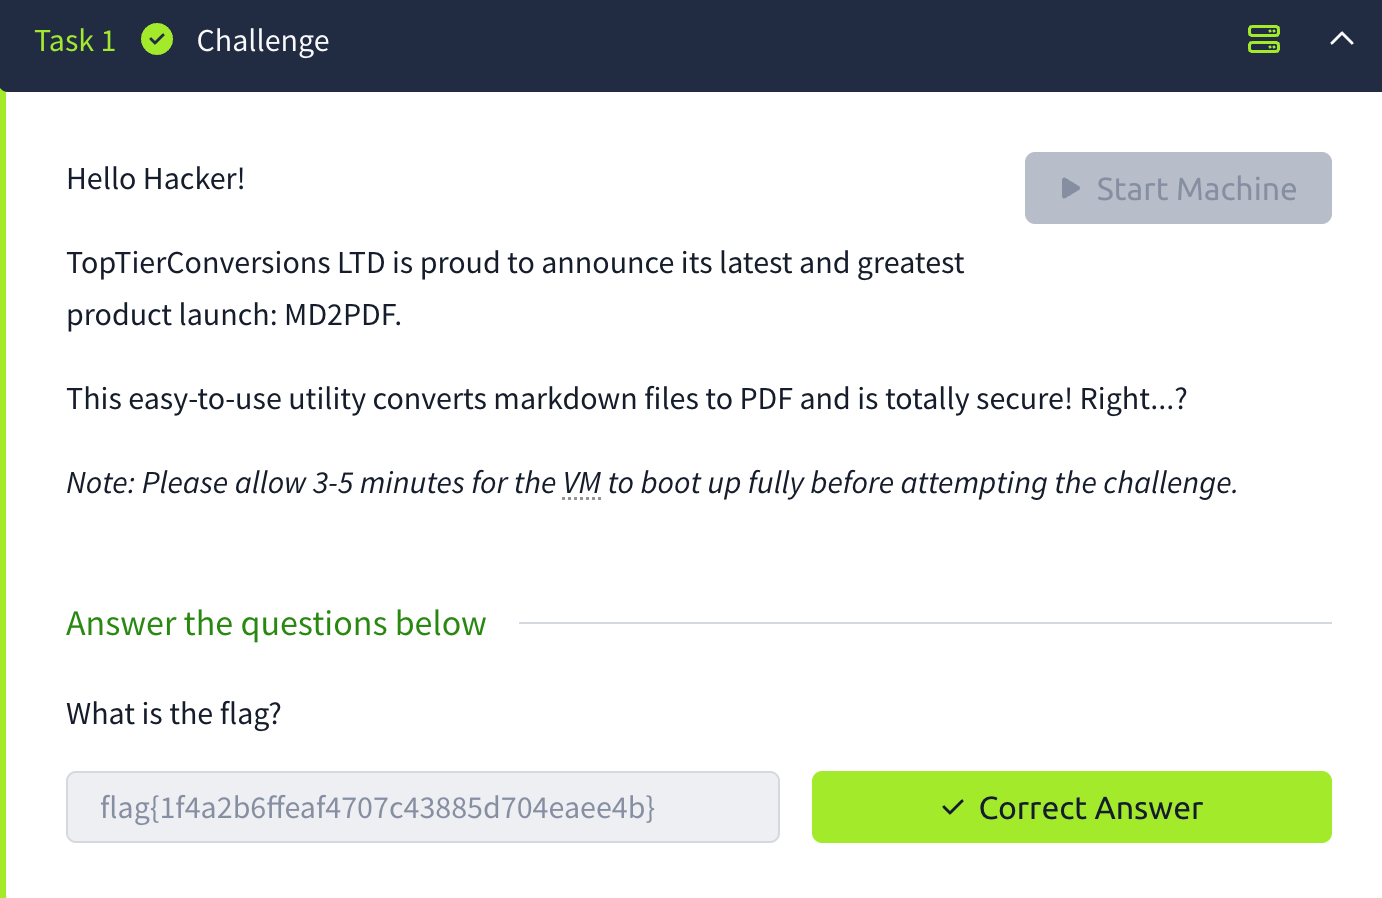 Task 1 Challenge
Start Machine
Hello Hacker!
TopTierConversions LTD is proud to announce its latest and greatest
product launch: MD2PDF.
This easy-to-use utility converts markdown files to PDF and is totally secure! Right...?
Note: Please allow 3-5 minutes for the VM to boot up fully before attempting the challenge.
Answer the questions below
What is the flag?
flag{1f4a2b6ffeaf4707c43885d704eaee4b}
Correct Answer